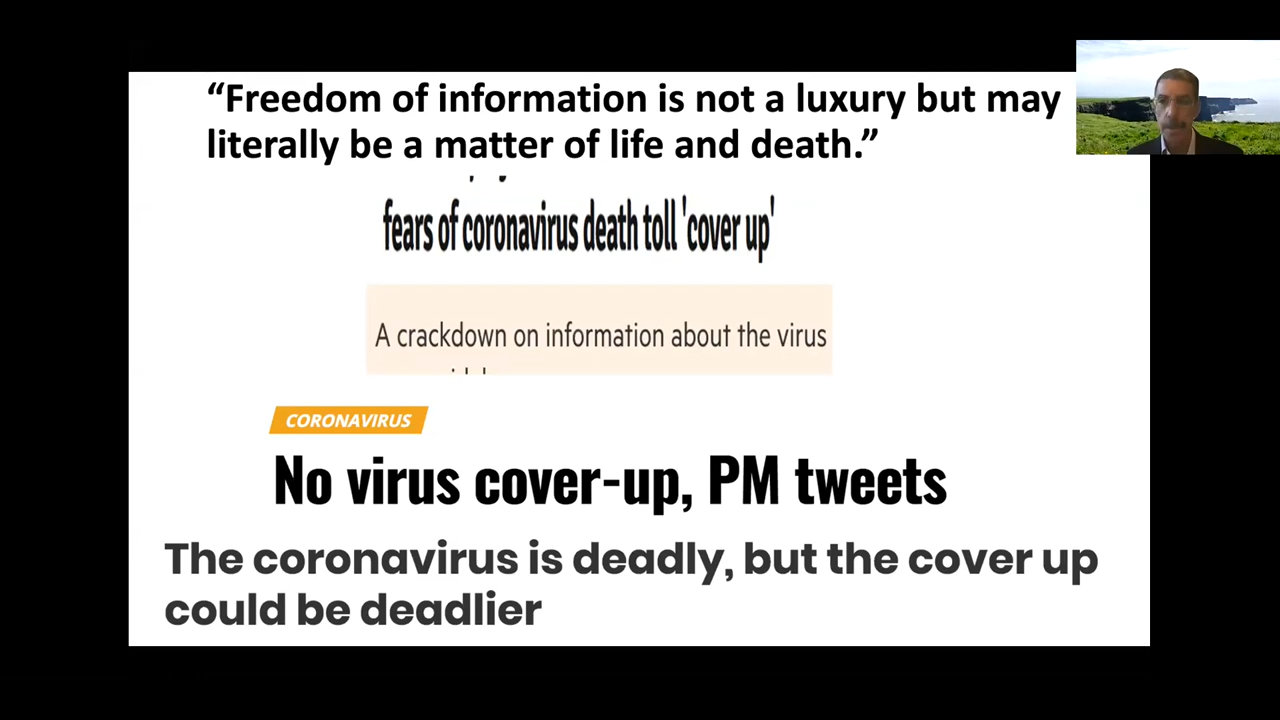 “Freedom of information is not a luxury but may
literally be a matter of life and death.”
fears of coronavirus death toll 'cover up'
A crackdown on information about the virus
CORONAVIRUS
No virus cover-up, PM tweets
The coronavirus is deadly, but the cover up
could be deadlier